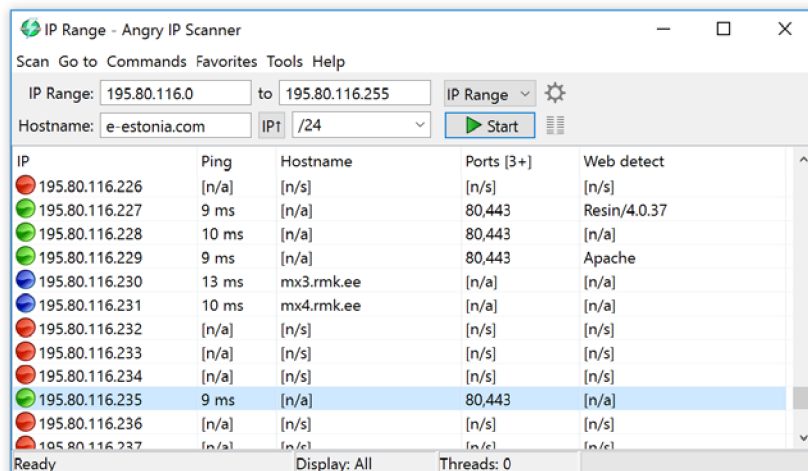 IP Range - Angry IP Scanner
Scan Go to Commands Favorites Tools Help
IP Range: 195.80.116.0 to 195.80.116.255 IP Range
Hostname: e-estonia.com IP↑ /24 Start
IP Ping Hostname Ports [3+] Web detect
195.80.116.226 [n/a] [n/s] [n/s] [n/s]
195.80.116.227 9 ms [n/a] 80,443 Resin/4.0.37
195.80.116.228 10 ms [n/a] 80,443 [n/a]
195.80.116.229 9 ms [n/a] 80,443 Apache
195.80.116.230 13 ms mx3.rmk.ee [n/a] [n/a]
195.80.116.231 10 ms mx4.rmk.ee [n/a] [n/a]
195.80.116.232 [n/a] [n/s] [n/s] [n/s]
195.80.116.233 [n/a] [n/s] [n/s] [n/s]
195.80.116.234 [n/a] [n/s] [n/s] [n/s]
195.80.116.235 9 ms [n/a] 80,443 [n/a]
195.80.116.236 [n/a] [n/s] [n/s] [n/s]
195.80.116.237 [n/a] [n/s] [n/s] [n/s]
Ready Display: All Threads: 0